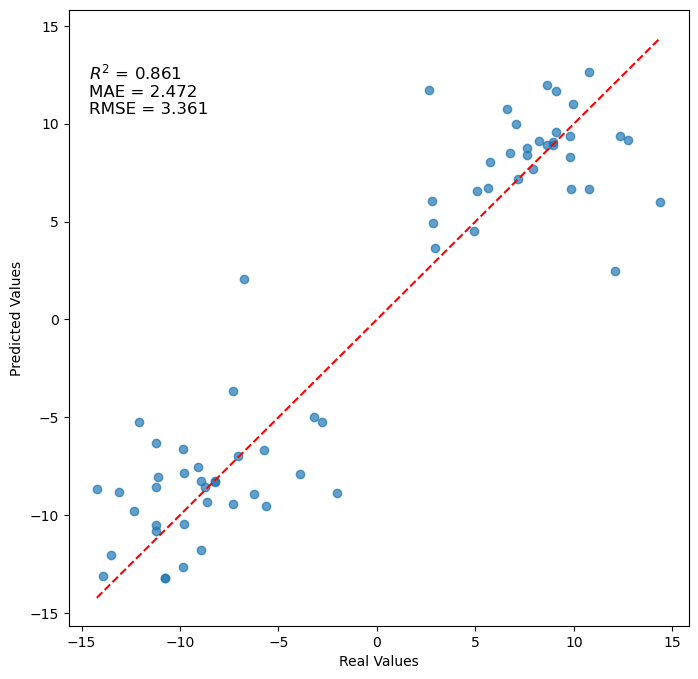 15
10
5
0
−5
−10
−15
R² = 0.861
MAE = 2.472
RMSE = 3.361
Predicted Values
−15 −10 −5 0 5 10 15
Real Values